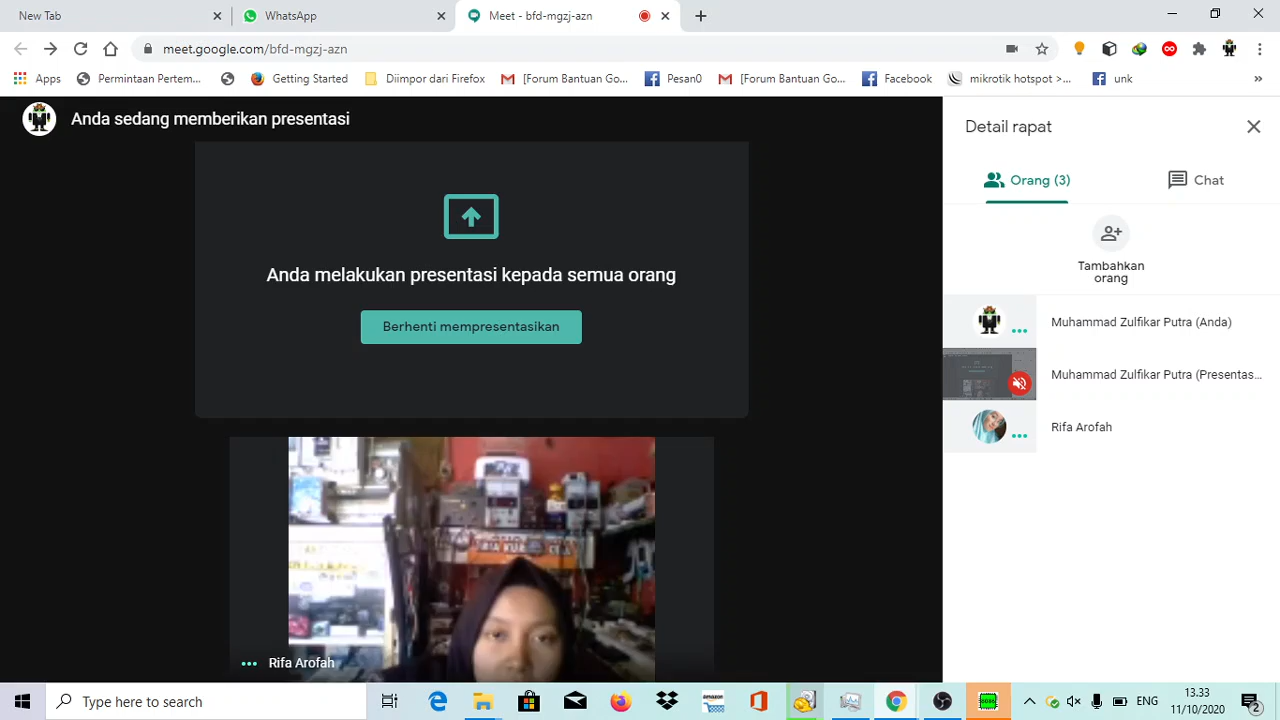 New Tab
WhatsApp
Meet - bfd-mgzj-azn
meet.google.com/bfd-mgzj-azn
Apps
Permintaan Pertem...
Getting Started
Diimpor dari Firefox
[Forum Bantuan Go...
Pesan0
[Forum Bantuan Go...
Facebook
mikrotik hotspot >...
unk
»
Anda sedang memberikan presentasi
Anda melakukan presentasi kepada semua orang
Berhenti mempresentasikan
Rifa Arofah
Detail rapat
Orang (3)
Chat
Tambahkan
orang
Muhammad Zulfikar Putra (Anda)
Muhammad Zulfikar Putra (Presentas...
Rifa Arofah
Type here to search
ENG
13.33
11/10/2020
2